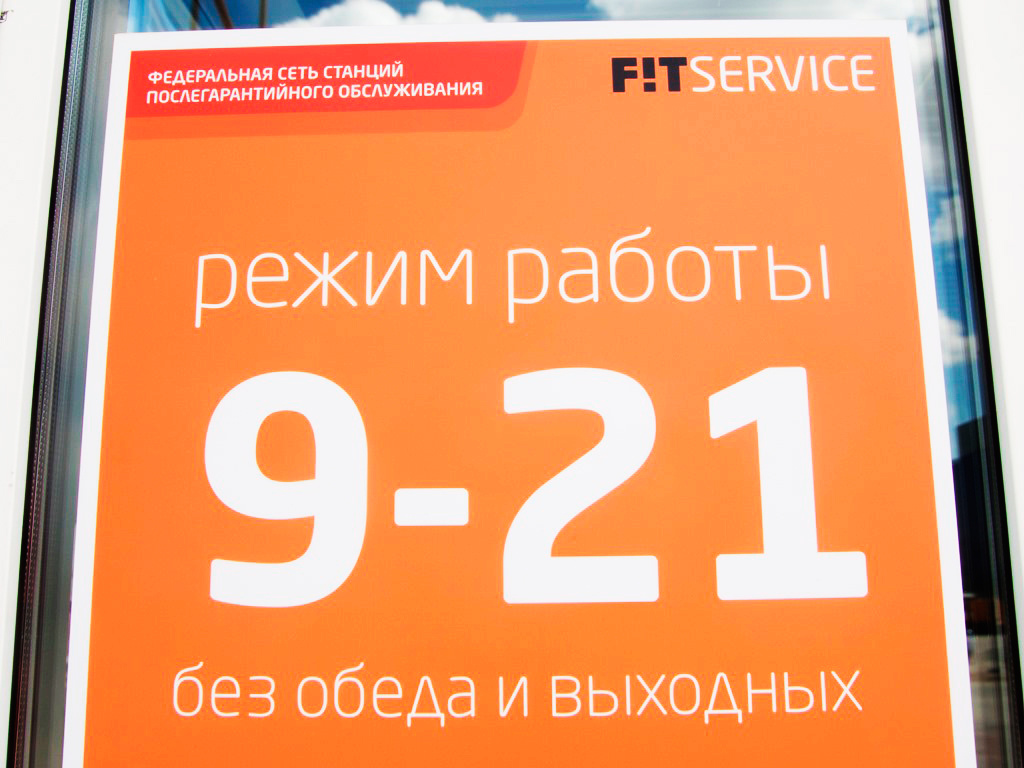 ФЕДЕРАЛЬНАЯ СЕТЬ СТАНЦИЙ
ПОСЛЕГАРАНТИЙНОГО ОБСЛУЖИВАНИЯ
F!TSERVICE
режим работы
9-21
без обеда и выходных